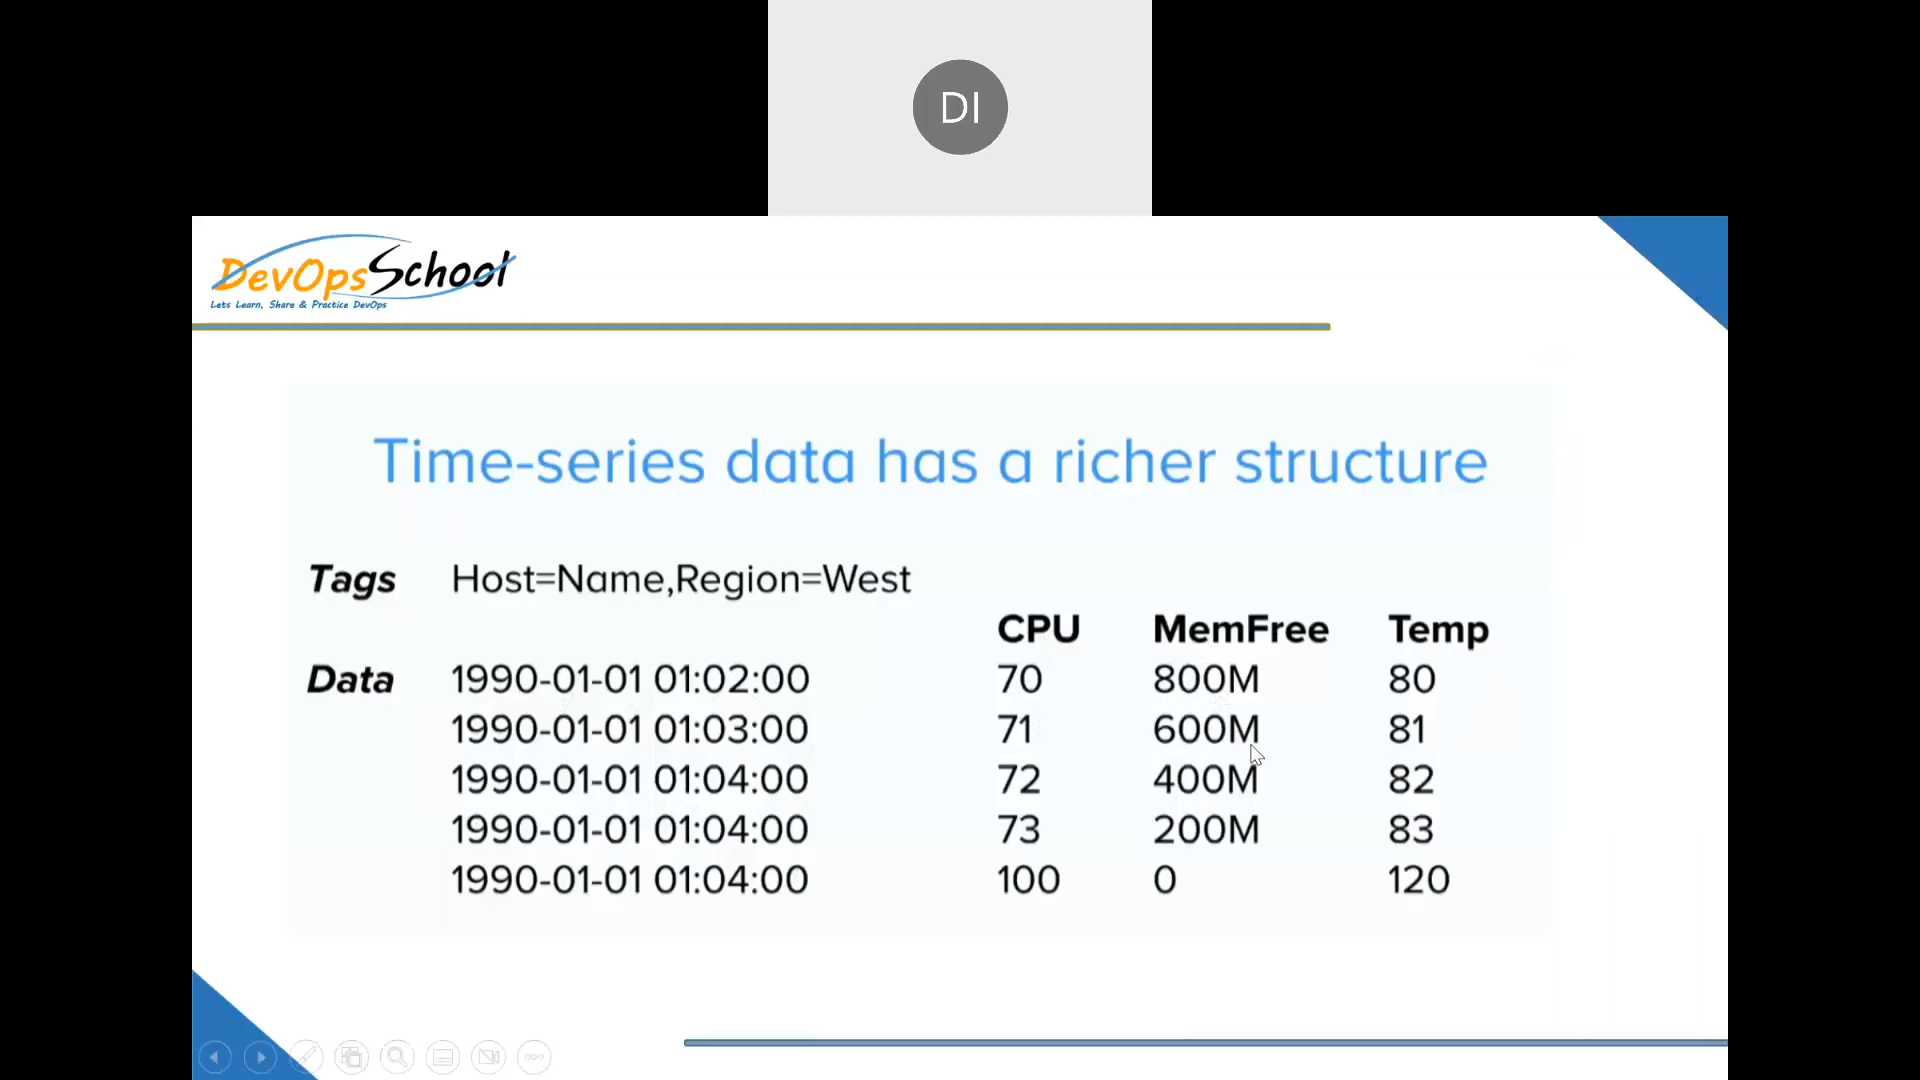 DI
DevOpsSchool
Lets Learn, Share & Practice DevOps
Time-series data has a richer structure
Tags Host=Name,Region=West
CPU MemFree Temp
Data 1990-01-01 01:02:00 70 800M 80
1990-01-01 01:03:00 71 600M 81
1990-01-01 01:04:00 72 400M 82
1990-01-01 01:04:00 73 200M 83
1990-01-01 01:04:00 100 0 120